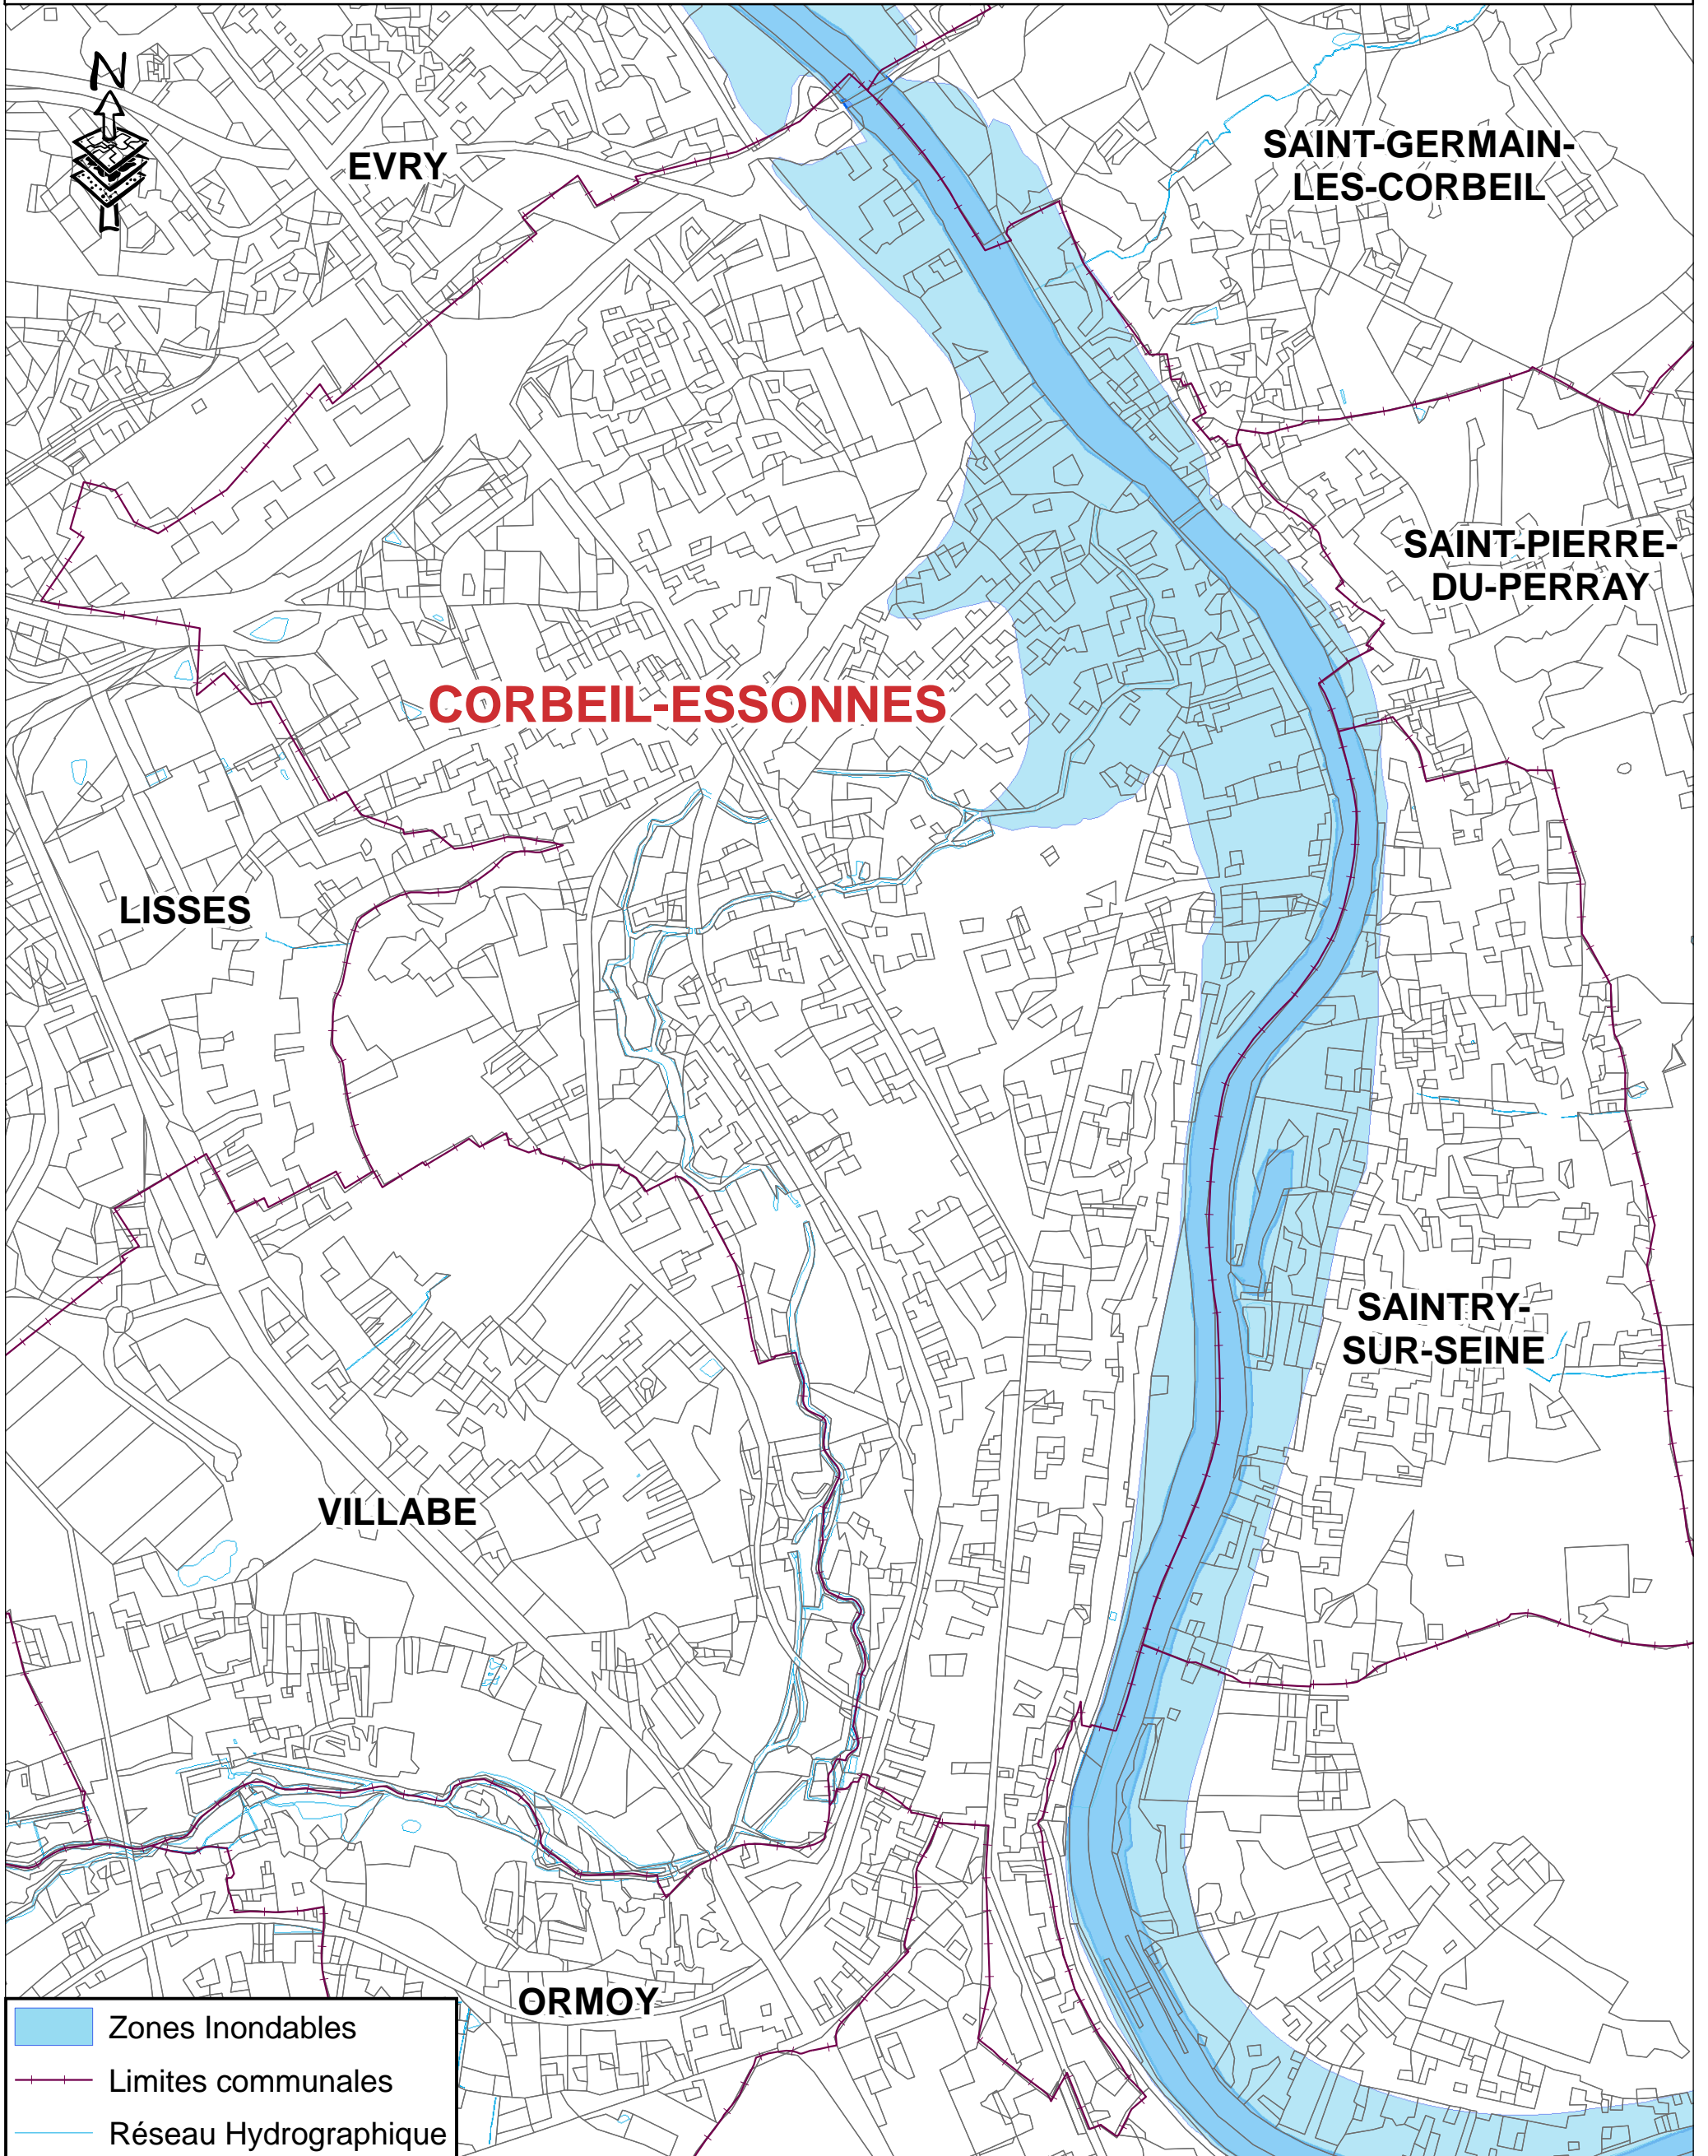 N
EVRY
SAINT-GERMAIN-
LES-CORBEIL
SAINT-PIERRE-
DU-PERRAY
CORBEIL-ESSONNES
LISSES
SAINTRY-
SUR-SEINE
VILLABE
ORMOY
Zones Inondables
Limites communales
Réseau Hydrographique